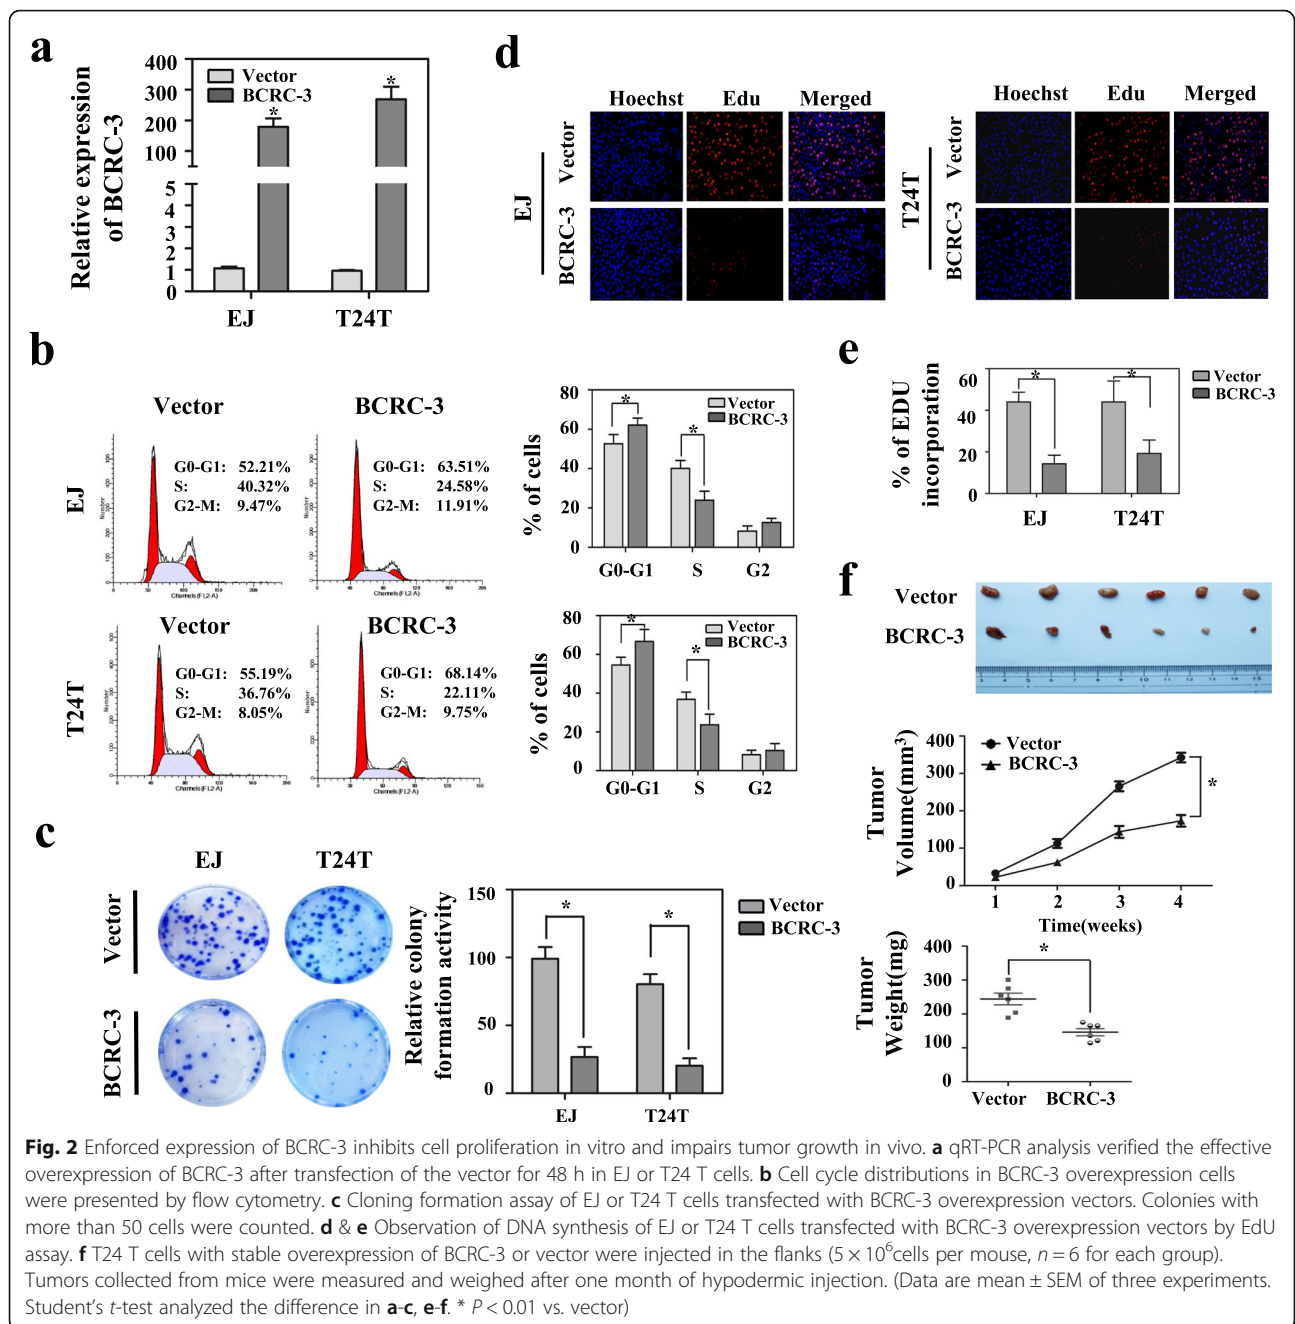 a
400
300
200
100
5
4
3
2
1
0
Relative expression
of BCRC-3
Vector
BCRC-3
*
*
EJ
T24T
d
Hoechst Edu Merged
Hoechst Edu Merged
EJ
Vector
BCRC-3
T24T
Vector
BCRC-3
b
Vector
BCRC-3
EJ
G0-G1: 52.21%
S: 40.32%
G2-M: 9.47%
G0-G1: 63.51%
S: 24.58%
G2-M: 11.91%
Number
Channels (FL2-A)
Channels (FL2-A)
% of cells
80
60
40
20
0
Vector
BCRC-3
*
*
G0-G1 S G2
Vector
BCRC-3
T24T
G0-G1: 55.19%
S: 36.76%
G2-M: 8.05%
G0-G1: 68.14%
S: 22.11%
G2-M: 9.75%
Number
Number
Channels (FL2-A)
Channels (FL2-A)
% of cells
80
60
40
20
0
Vector
BCRC-3
*
*
G0-G1 S G2
e
% of EDU
incorporation
60
40
20
0
*
*
Vector
BCRC-3
EJ T24T
f
Vector
BCRC-3
Tumor
Volume(mm³)
400
300
200
100
0
Vector
BCRC-3
*
1 2 3 4
Time(weeks)
Tumor
Weight(mg)
400
300
200
100
0
*
Vector BCRC-3
c
EJ T24T
Vector
BCRC-3
Relative colony
formation activity
150
100
50
0
*
*
Vector
BCRC-3
EJ T24T
Fig. 2 Enforced expression of BCRC-3 inhibits cell proliferation in vitro and impairs tumor growth in vivo. a qRT-PCR analysis verified the effective
overexpression of BCRC-3 after transfection of the vector for 48 h in EJ or T24 T cells. b Cell cycle distributions in BCRC-3 overexpression cells
were presented by flow cytometry. c Cloning formation assay of EJ or T24 T cells transfected with BCRC-3 overexpression vectors. Colonies with
more than 50 cells were counted. d & e Observation of DNA synthesis of EJ or T24 T cells transfected with BCRC-3 overexpression vectors by EdU
assay. f T24 T cells with stable overexpression of BCRC-3 or vector were injected in the flanks (5 × 10⁶cells per mouse, n = 6 for each group).
Tumors collected from mice were measured and weighed after one month of hypodermic injection. (Data are mean ± SEM of three experiments.
Student's t-test analyzed the difference in a-c, e-f. * P < 0.01 vs. vector)